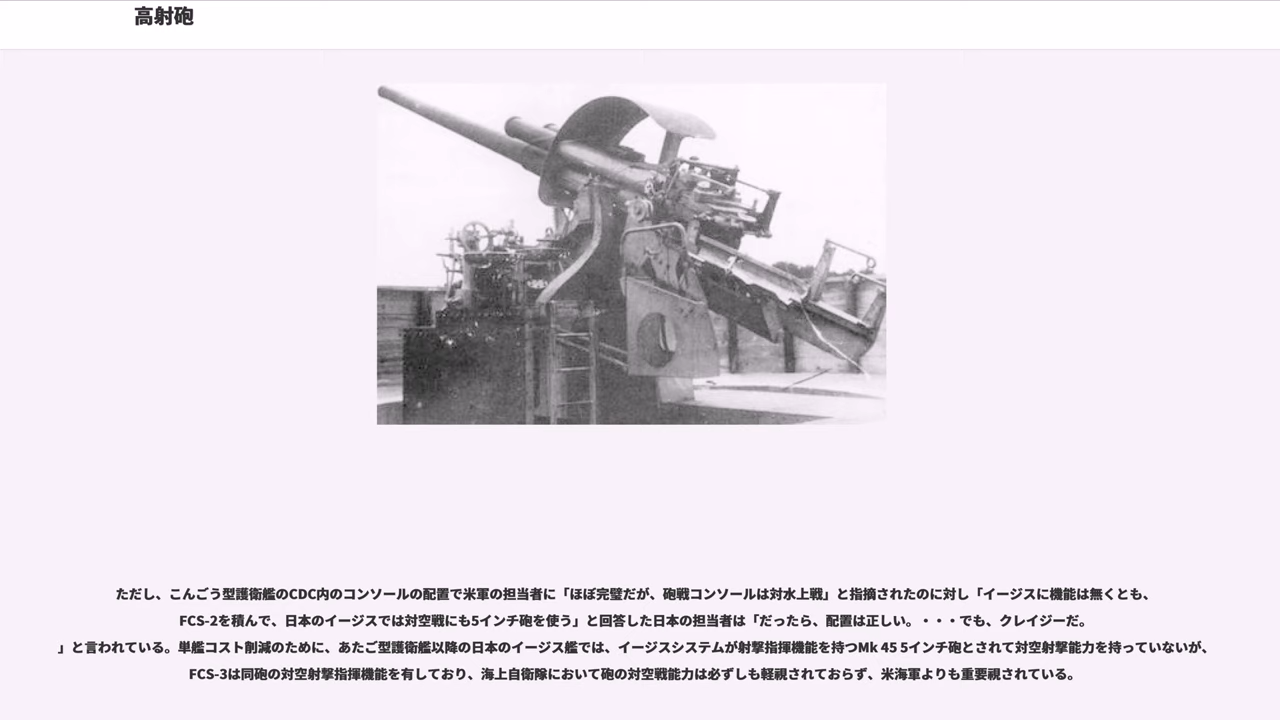 高射砲
ただし、こんごう型護衛艦のCDC内のコンソールの配置で米軍の担当者に「ほぼ完璧だが、砲戦コンソールは対水上戦」と指摘されたのに対し「イージスに機能は無くとも、
FCS-2を積んで、日本のイージスでは対空戦にも5インチ砲を使う」と回答した日本の担当者は「だったら、配置は正しい。・・・でも、クレイジーだ。
」と言われている。単艦コスト削減のために、あたご型護衛艦以降の日本のイージス艦では、イージスシステムが射撃指揮機能を持つMk 45 5インチ砲とされて対空射撃能力を持っていないが、
FCS-3は同砲の対空射撃指揮機能を有しており、海上自衛隊において砲の対空戦能力は必ずしも軽視されておらず、米海軍よりも重要視されている。